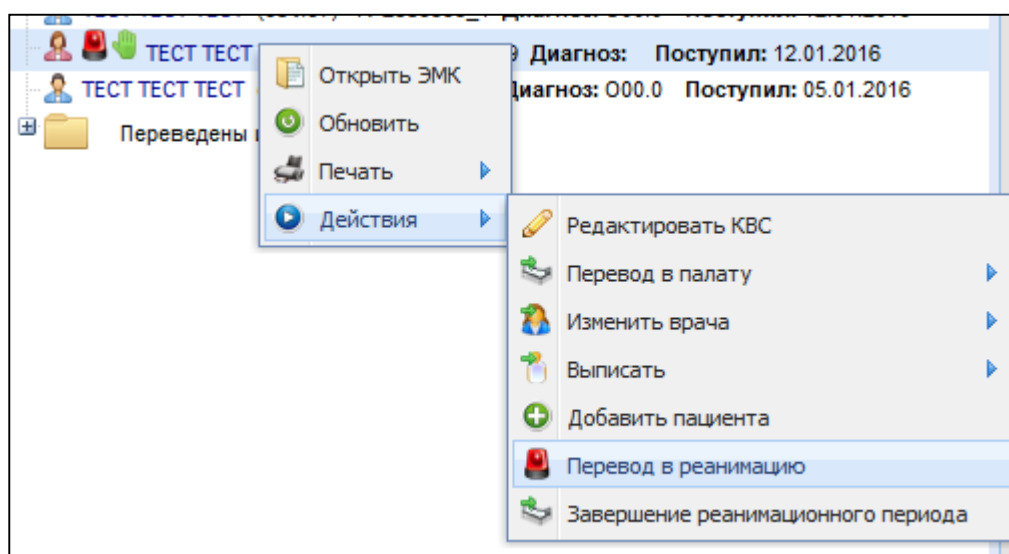 ТЕСТ ТЕСТ 9 Диагноз: Поступил: 12.01.2016
ТЕСТ ТЕСТ ТЕСТ Диагноз: O00.0 Поступил: 05.01.2016
Переведены
Открыть ЭМК
Обновить
Печать
Действия
Редактировать КВС
Перевод в палату
Изменить врача
Выписать
Добавить пациента
Перевод в реанимацию
Завершение реанимационного периода